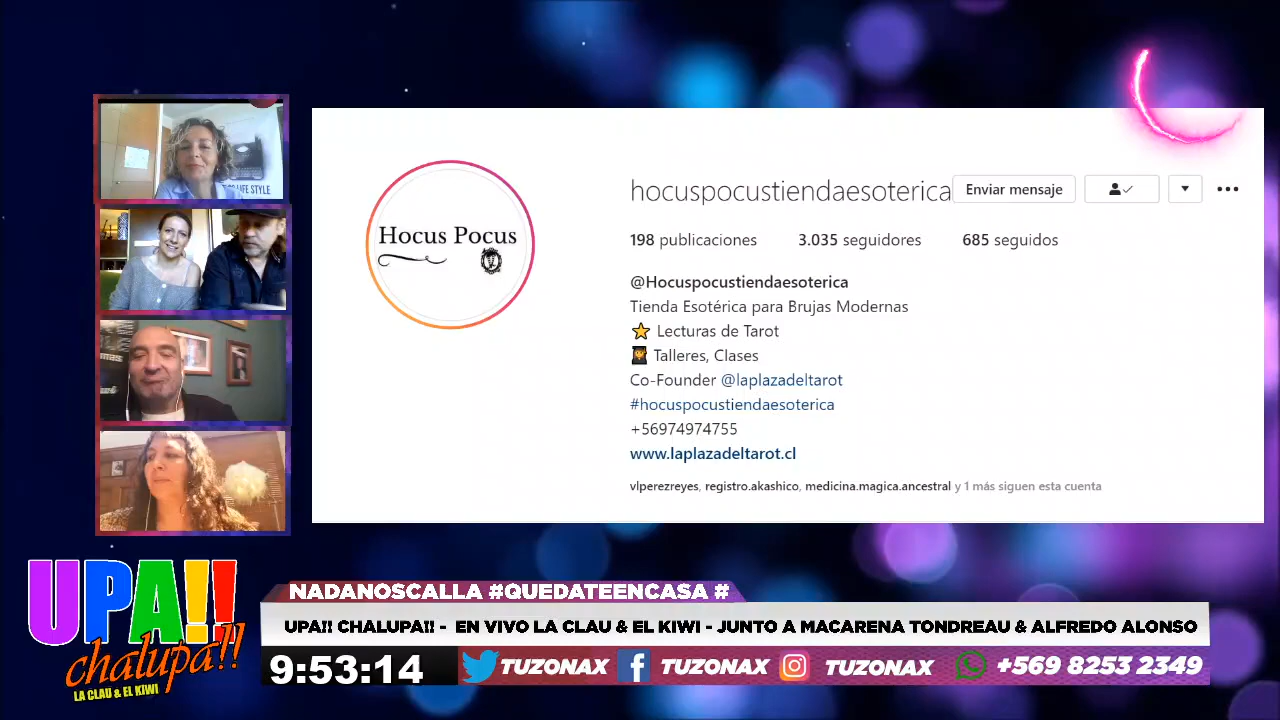 TO LIFE STYLE
Hocus Pocus
hocuspocustiendaesoterica
Enviar mensaje
198 publicaciones
3.035 seguidores
685 seguidos
@Hocuspocustiendaesoterica
Tienda Esotérica para Brujas Modernas
⭐ Lecturas de Tarot
Talleres, Clases
Co-Founder @laplazadeltarot
#hocuspocustiendaesoterica
+56974974755
www.laplazadeltarot.cl
vlperezreyes, registro.akashico, medicina.magica.ancestral y 1 más siguen esta cuenta
UPA!!
chalupa!!
LA CLAU & EL KIWI
NADANOSCALLA #QUEDATEENCASA #
UPA!! CHALUPA!! - EN VIVO LA CLAU & EL KIWI - JUNTO A MACARENA TONDREAU & ALFREDO ALONSO
9:53:14
TUZONAX
TUZONAX
TUZONAX
+569 8253 2349